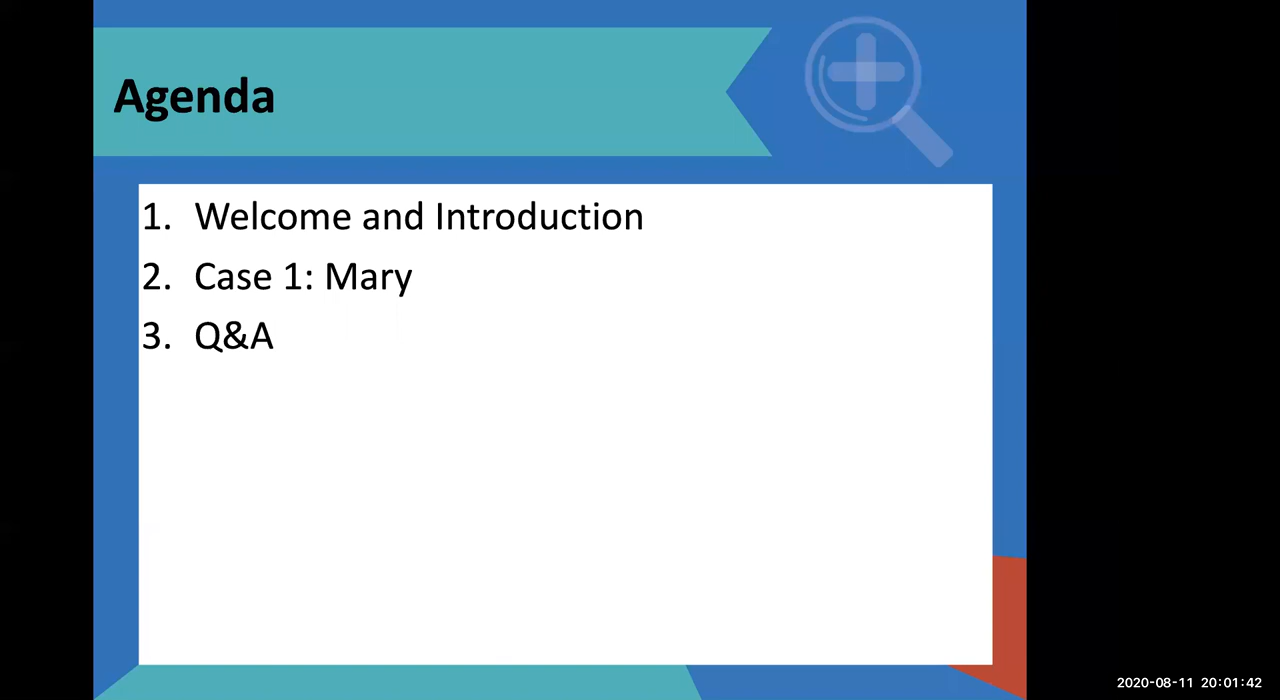 Agenda
1. Welcome and Introduction
2. Case 1: Mary
3. Q&A
2020-08-11 20:01:42